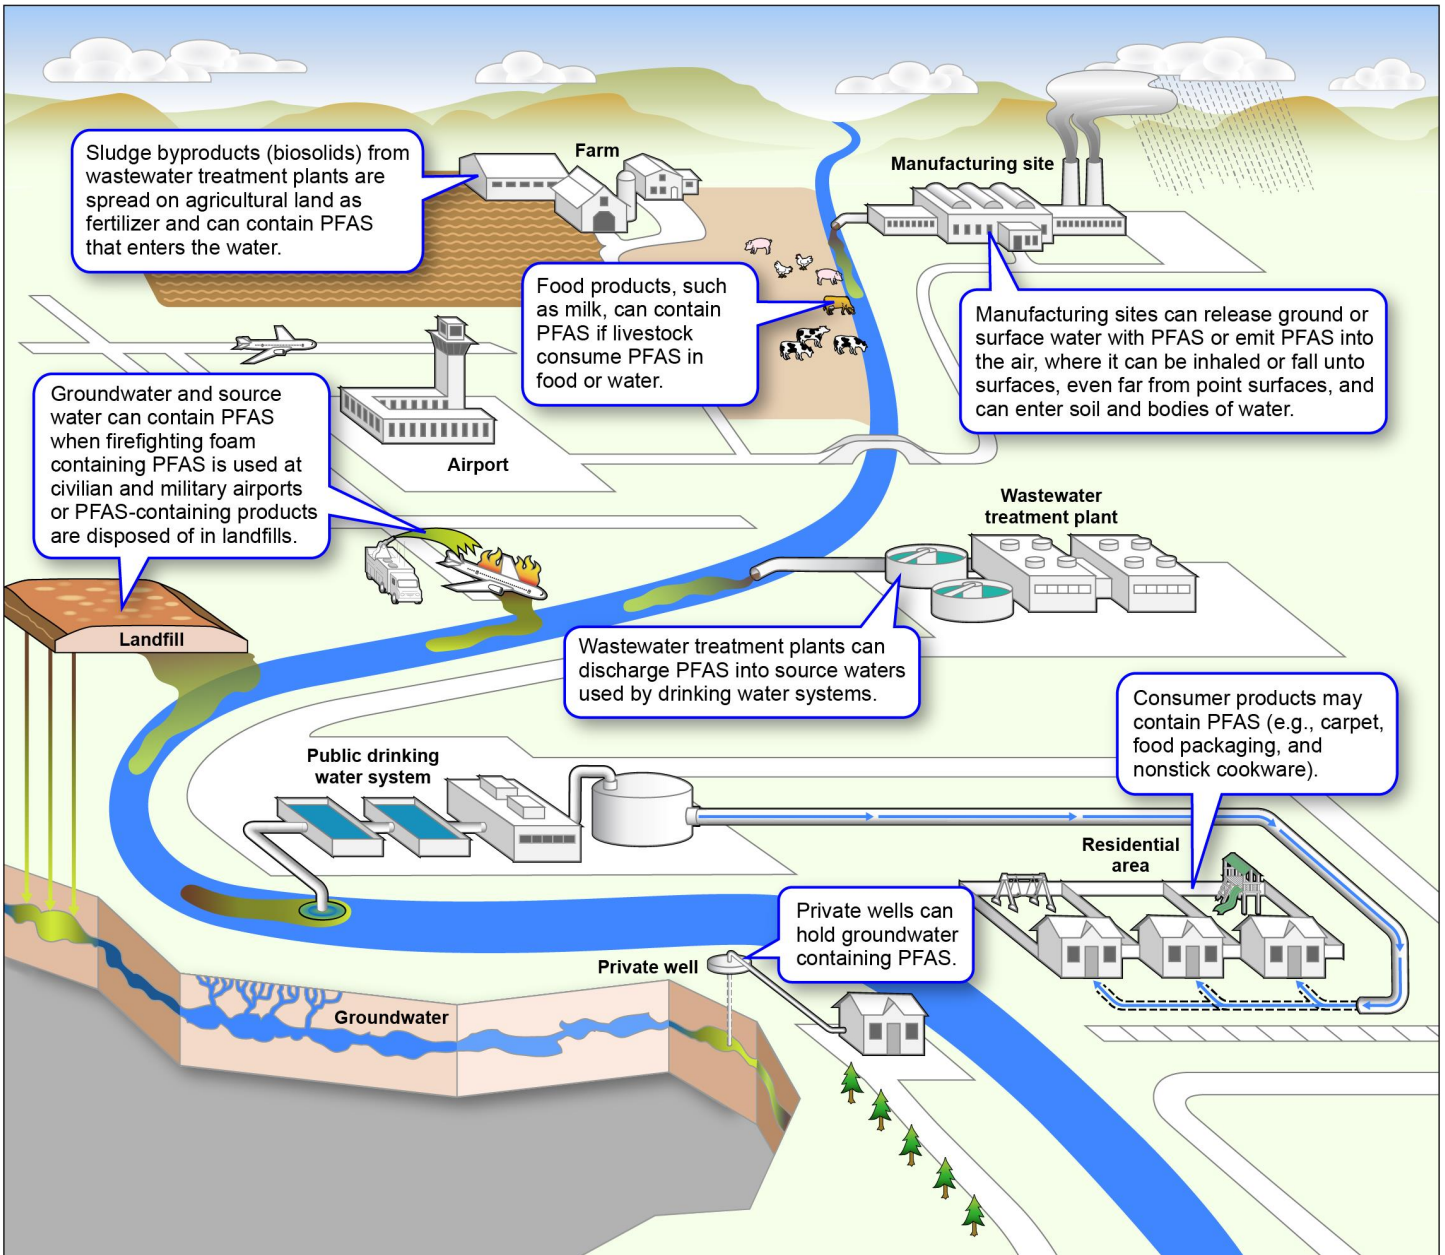 Sludge byproducts (biosolids) from
wastewater treatment plants are
spread on agricultural land as
fertilizer and can contain PFAS
that enters the water.
Farm
Manufacturing site
Food products, such
as milk, can contain
PFAS if livestock
consume PFAS in
food or water.
Manufacturing sites can release ground or
surface water with PFAS or emit PFAS into
the air, where it can be inhaled or fall unto
surfaces, even far from point surfaces, and
can enter soil and bodies of water.
Groundwater and source
water can contain PFAS
when firefighting foam
containing PFAS is used at
civilian and military airports
or PFAS-containing products
are disposed of in landfills.
Airport
Wastewater
treatment plant
Landfill
Wastewater treatment plants can
discharge PFAS into source waters
used by drinking water systems.
Consumer products may
contain PFAS (e.g., carpet,
food packaging, and
nonstick cookware).
Public drinking
water system
Residential
area
Private wells can
hold groundwater
containing PFAS.
Private well
Groundwater